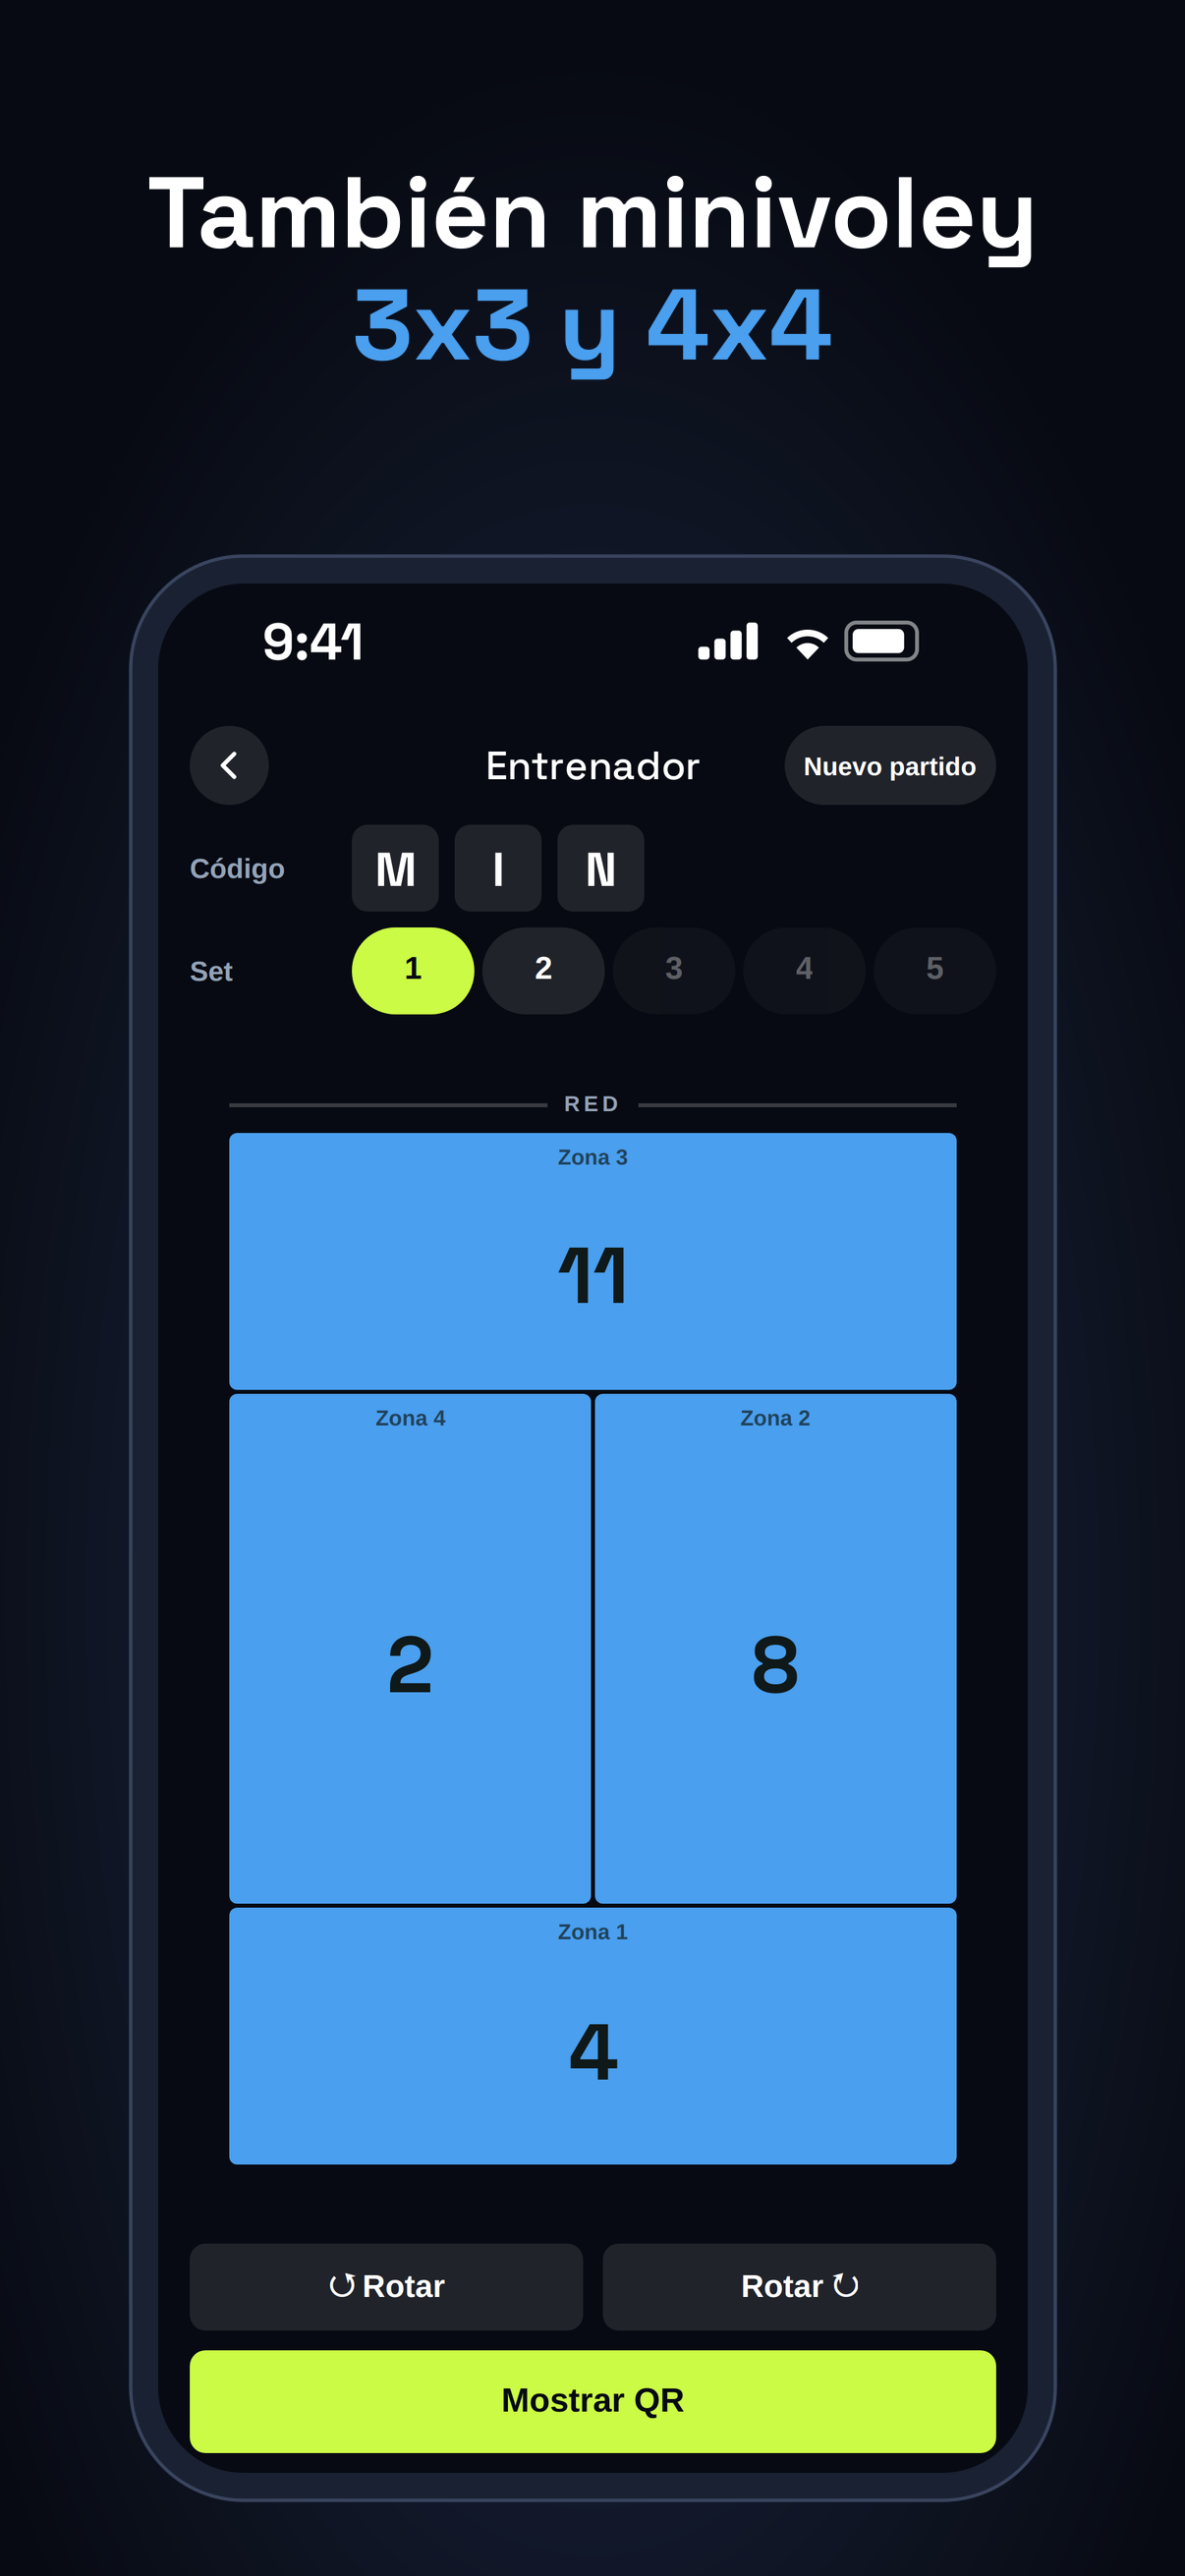 También minivoley
3x3 y 4x4
9:41
Entrenador
Nuevo partido
Código
M I N
Set
1 2 3 4 5
RED
Zona 3
11
Zona 4
Zona 2
2
8
Zona 1
4
Rotar
Rotar
Mostrar QR